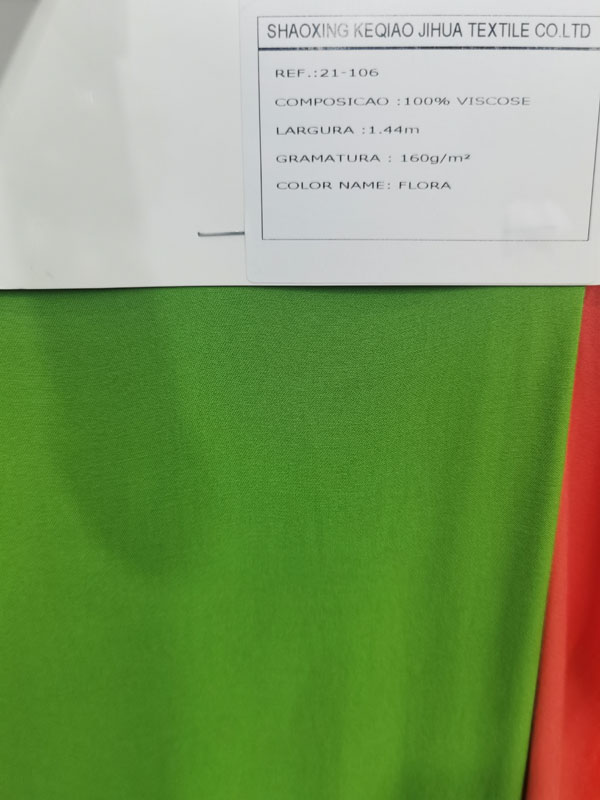 SHAOXING KEQIAO JIHUA TEXTILE CO.LTD
REF.:21-106
COMPOSICAO :100% VISCOSE
LARGURA :1.44m
GRAMATURA : 160g/m²
COLOR NAME: FLORA